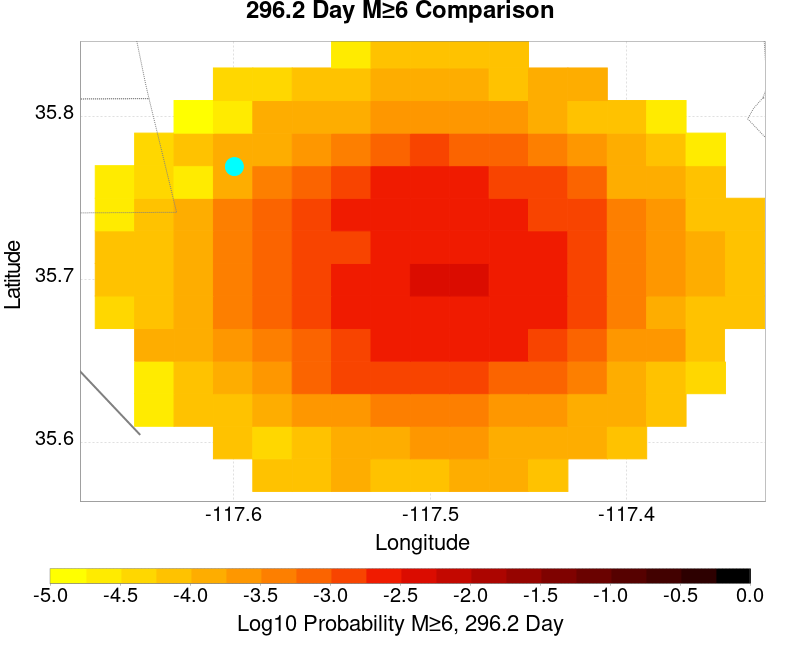 296.2 Day M≥6 Comparison
35.8
35.7
35.6
Latitude
-117.6 -117.5 -117.4
Longitude
-5.0 -4.5 -4.0 -3.5 -3.0 -2.5 -2.0 -1.5 -1.0 -0.5 0.0
Log10 Probability M≥6, 296.2 Day